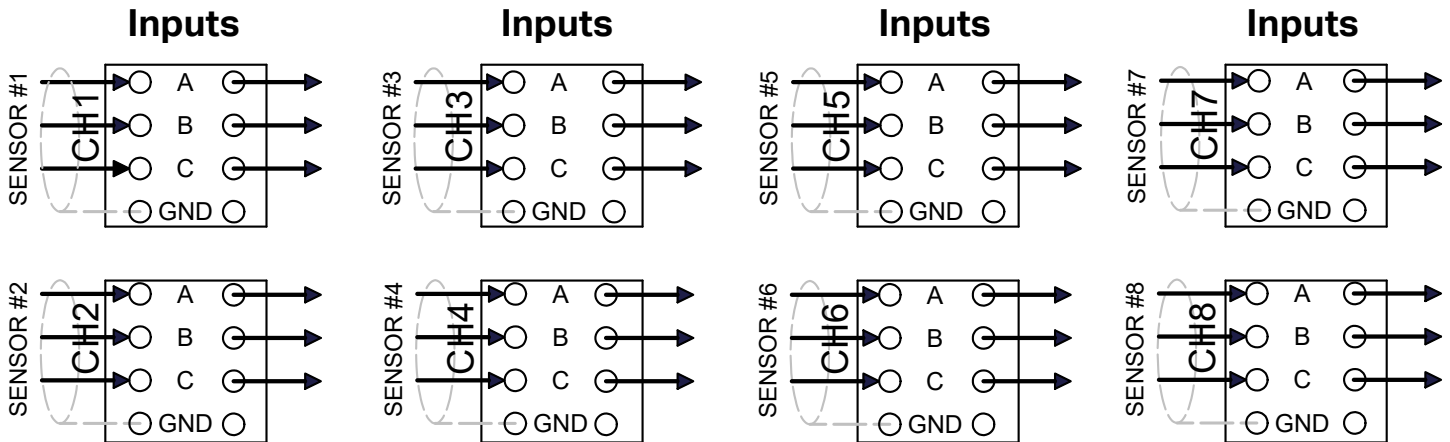 Inputs
Inputs
Inputs
Inputs
SENSOR #1
CH1
A
B
C
GND
SENSOR #3
CH3
A
B
C
GND
SENSOR #5
CH5
A
B
C
GND
SENSOR #7
CH7
A
B
C
GND
SENSOR #2
CH2
A
B
C
GND
SENSOR #4
CH4
A
B
C
GND
SENSOR #6
CH6
A
B
C
GND
SENSOR #8
CH8
A
B
C
GND